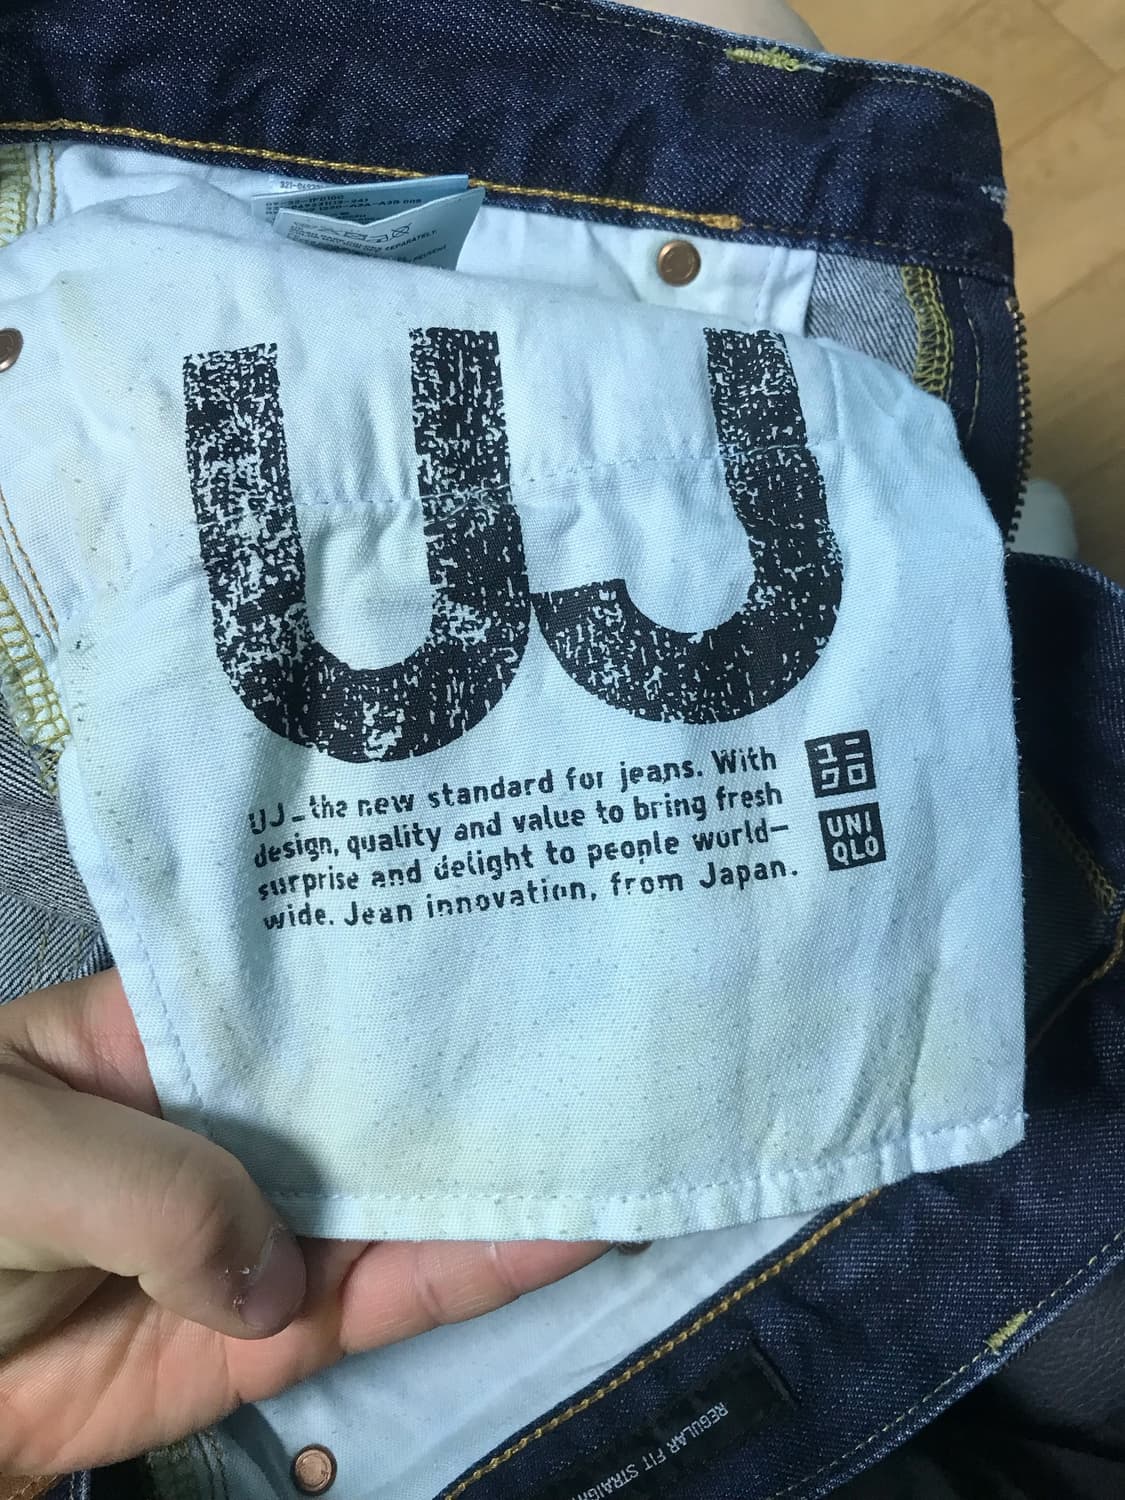 UJ
UJ–the new standard for jeans. With
design, quality and value to bring fresh
surprise and delight to people world–
wide. Jean innovation, from Japan.
ユニ
クロ
UNI
QLO
REGULAR FIT
SEPARATELY.